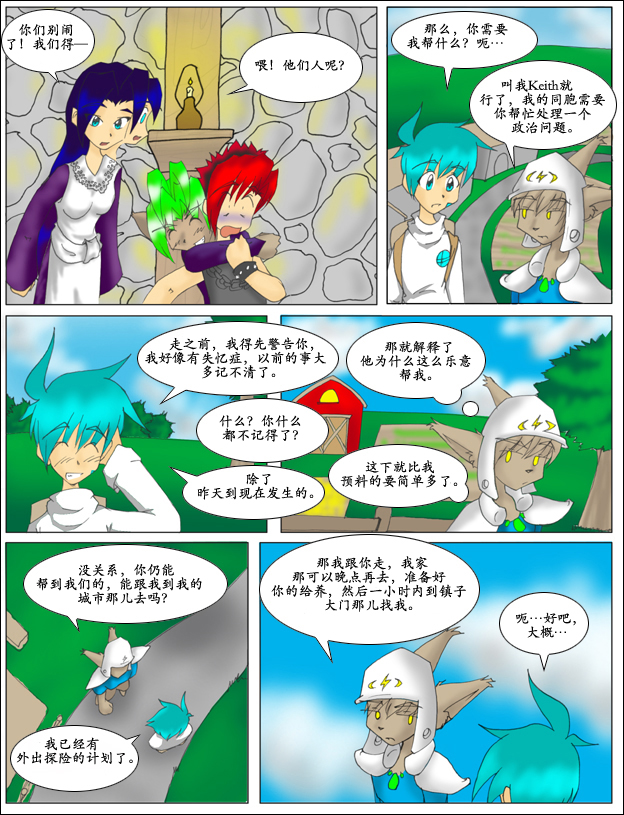 你们别闹
了！我们得—
喂！他们人呢？
那么，你需要
我帮什么？呃…
叫我Keith就
行了，我的同胞需要
你帮忙处理一个
政治问题。
走之前，我得先警告你，
我好像有失忆症，以前的事大
多记不清了。
什么？你什么
都不记得了？
除了
昨天到现在发生的。
那就解释了
他为什么这么乐意
帮我。
这下就比我
预料的要简单多了。
没关系，你仍能
帮到我们的，能跟我到我的
城市那儿去吗？
我已经有
外出探险的计划了。
那我跟你走，我家
那可以晚点再去，准备好
你的给养，然后一小时内到镇子
大门那儿找我。
呃…好吧，
大概…